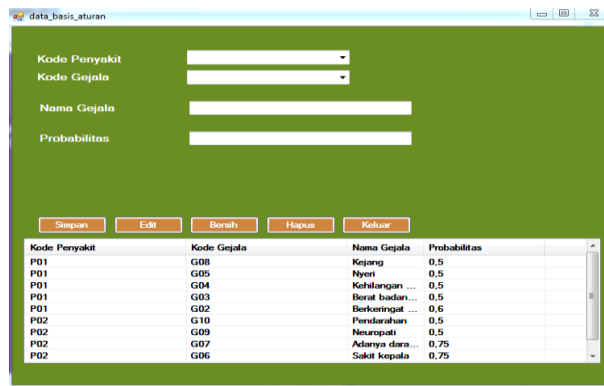 data_basis_aturan
Kode Penyakit
Kode Gejala
Nama Gejala
Probabilitas
Simpan Edit Bersih Hapus Keluar
Kode Penyakit Kode Gejala Nama Gejala Probabilitas
P01 G08 Kejang 0,5
P01 G05 Nyeri 0,5
P01 G04 Kehilangan ... 0,5
P01 G03 Berat badan... 0,5
P01 G02 Berkeringat ... 0,6
P02 G10 Pendarahan 0,5
P02 G09 Neuropati 0,5
P02 G07 Adanya dara... 0,75
P02 G06 Sakit kepala 0,75